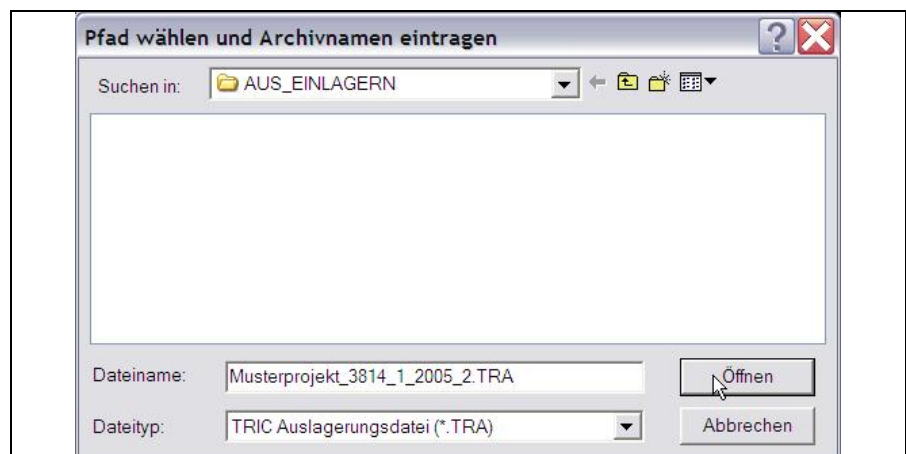 Pfad wählen und Archivnamen eintragen
Suchen in: AUS_EINLAGERN
Dateiname: Musterprojekt_3814_1_2005_2.TRA Öffnen
Dateityp: TRIC Auslagerungsdatei (*.TRA) Abbrechen